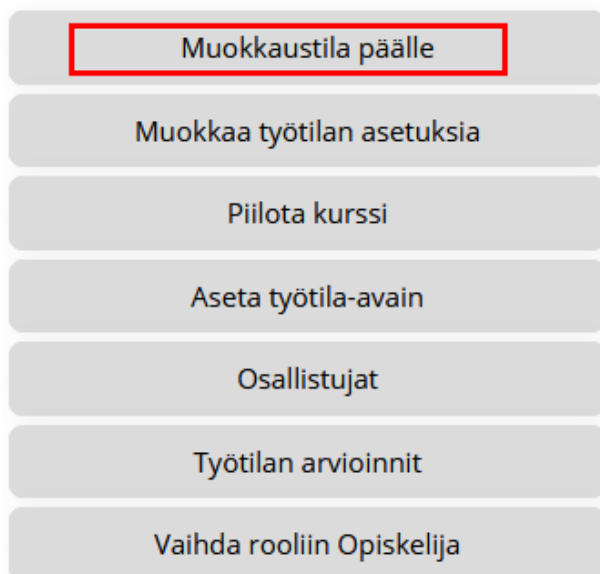 Muokkaustila päälle
Muokkaa työtilan asetuksia
Piilota kurssi
Aseta työtila-avain
Osallistujat
Työtilan arvioinnit
Vaihda rooliin Opiskelija